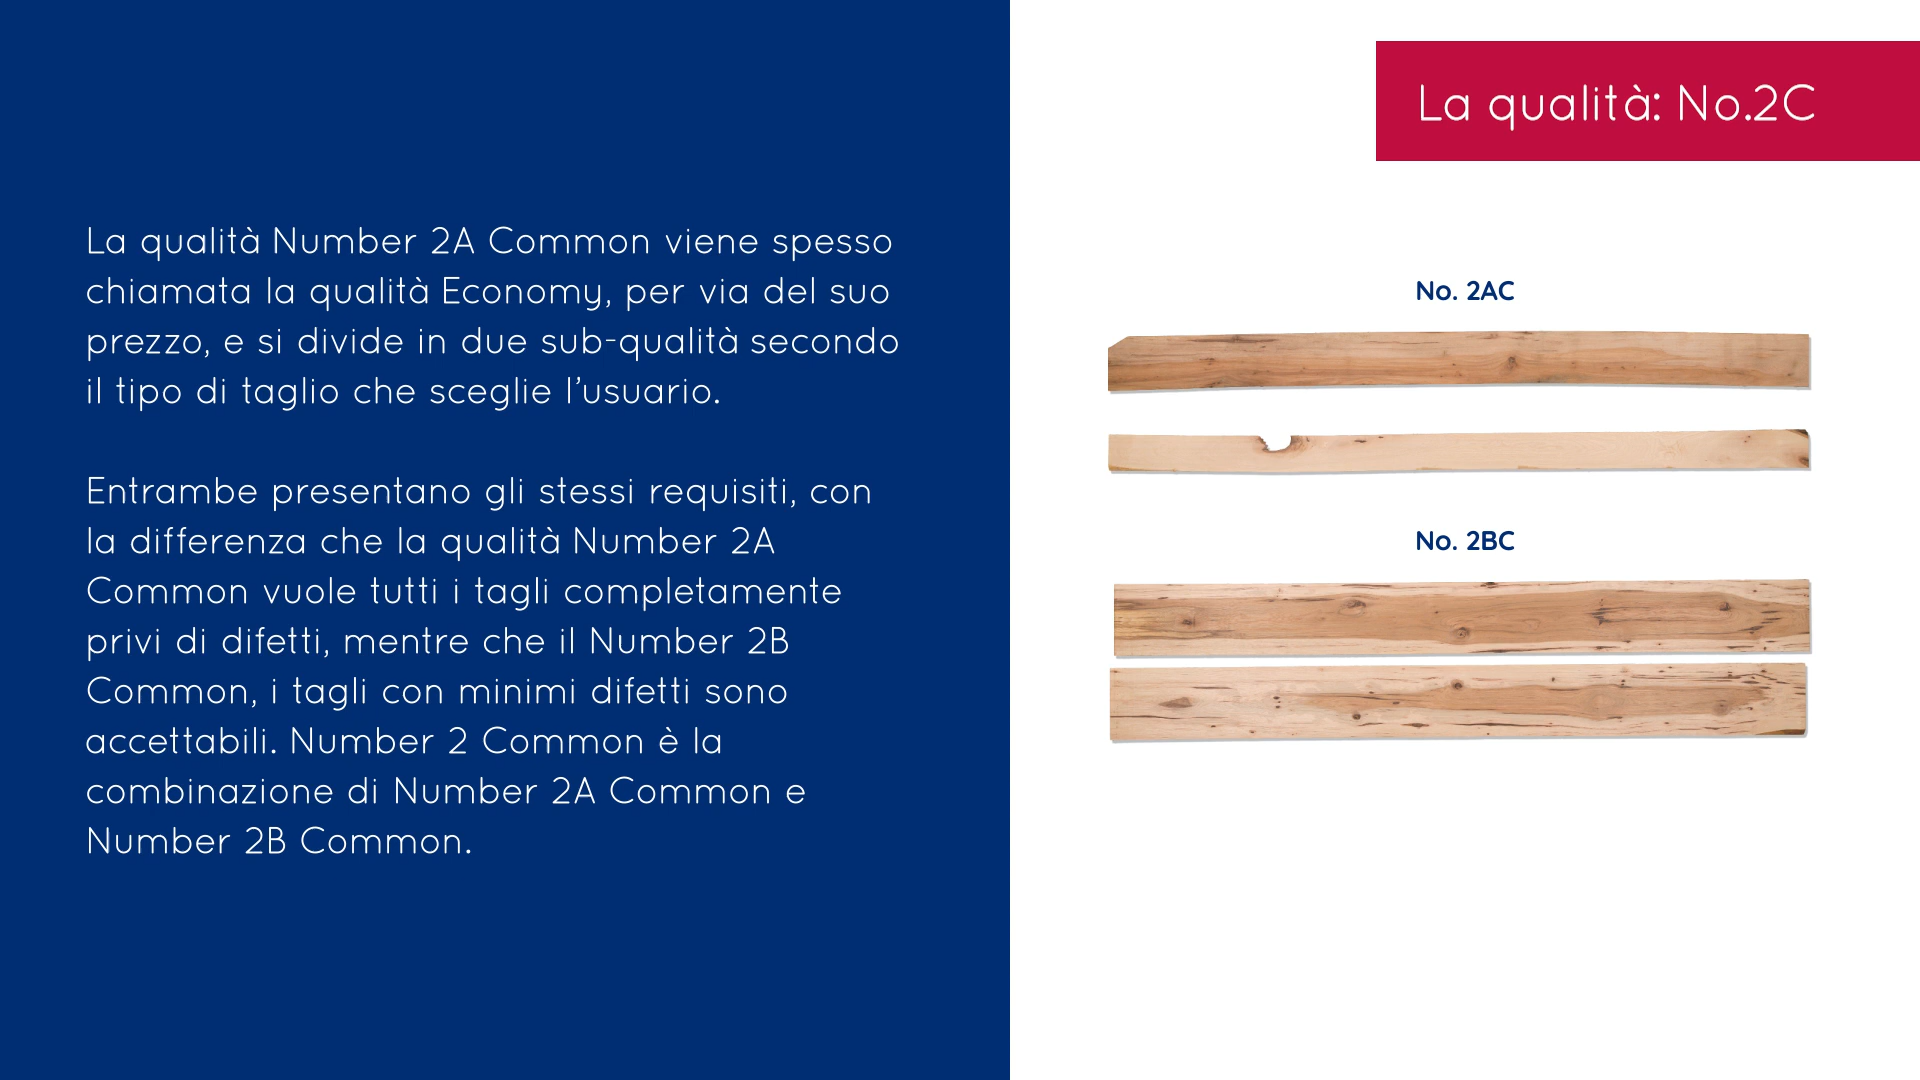 La qualità: No.2C
La qualità Number 2A Common viene spesso
chiamata la qualità Economy, per via del suo
prezzo, e si divide in due sub-qualità secondo
il tipo di taglio che sceglie l’usuario.
Entrambe presentano gli stessi requisiti, con
la differenza che la qualità Number 2A
Common vuole tutti i tagli completamente
privi di difetti, mentre che il Number 2B
Common, i tagli con minimi difetti sono
accettabili. Number 2 Common è la
combinazione di Number 2A Common e
Number 2B Common.
No. 2AC
No. 2BC